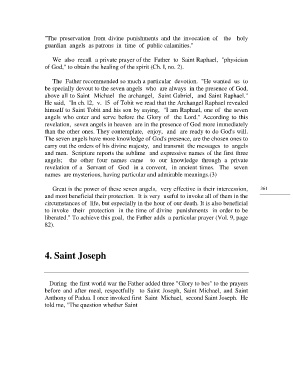 "The preservation from divine punishments and the invocation of the holy
guardian angels as patrons in time of public calamities."
We also recall a private prayer of the Father to Saint Raphael, "physician
of God," to obtain the healing of the spirit (Ch. I, no. 2).
The Father recommended so much a particular devotion. "He wanted us to
be specially devout to the seven angels who are always in the presence of God,
above all to Saint Michael the archangel, Saint Gabriel, and Saint Raphael."
He said, "In ch. 12, v. 15 of Tobit we read that the Archangel Raphael revealed
himself to Saint Tobit and his son by saying, "I am Raphael, one of the seven
angels who enter and serve before the Glory of the Lord." According to this
revelation, seven angels in heaven are in the presence of God more immediately
than the other ones. They contemplate, enjoy, and are ready to do God's will.
The seven angels have more knowledge of God's presence, are the chosen ones to
carry out the orders of his divine majesty, and transmit the messages to angels
and men. Scripture reports the sublime and expressive names of the first three
angels; the other four names came to our knowledge through a private
revelation of a Servant of God in a convent, in ancient times. The seven
names are mysterious, having particular and admirable meanings.(3)
Great is the power of these seven angels, very effective in their intercession,
and most beneficial their protection. It is very useful to invoke all of them in the
circumstances of life, but especially in the hour of our death. It is also beneficial
to invoke their protection in the time of divine punishments in order to be
liberated." To achieve this goal, the Father adds a particular prayer (Vol. 9, page
82).
361
4. Saint Joseph
During the first world war the Father added three "Glory to bes" to the prayers
before and after meal, respectfully to Saint Joseph, Saint Michael, and Saint
Anthony of Padua. I once invoked first Saint Michael, second Saint Joseph. He
told me, "The question whether Saint